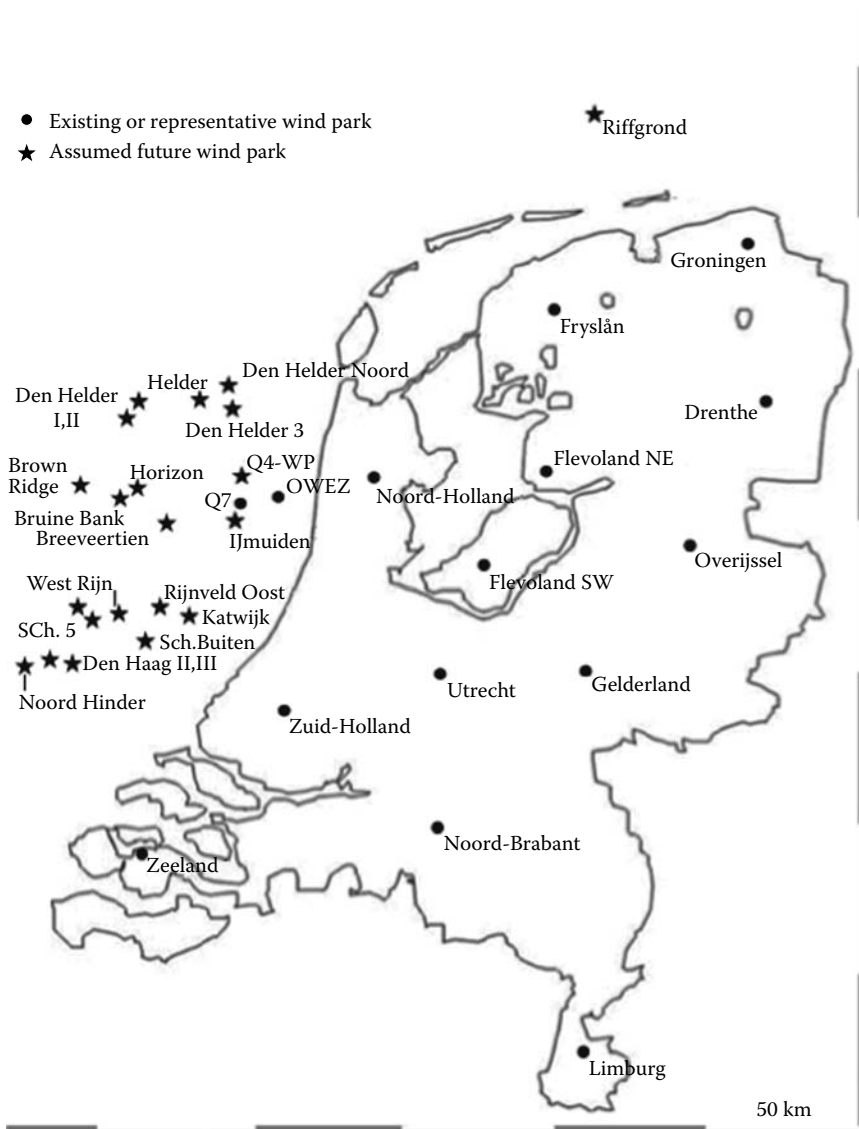 Existing or representative wind park
Assumed future wind park
Riffgrond
Groningen
Fryslån
Den Helder Noord
Helder
Den Helder
I,II
Den Helder 3
Drenthe
Brown
Ridge
Horizon
Q4-WP
Flevoland NE
Q7
OWEZ
Noord-Holland
Bruine Bank
Breeveertien
IJmuiden
Overijssel
Flevoland SW
West Rijn
Rijnveld Oost
Katwijk
SCh. 5
Sch.Buiten
Den Haag II,III
Noord Hinder
Utrecht
Gelderland
Zuid-Holland
Noord-Brabant
Zeeland
Limburg
50 km